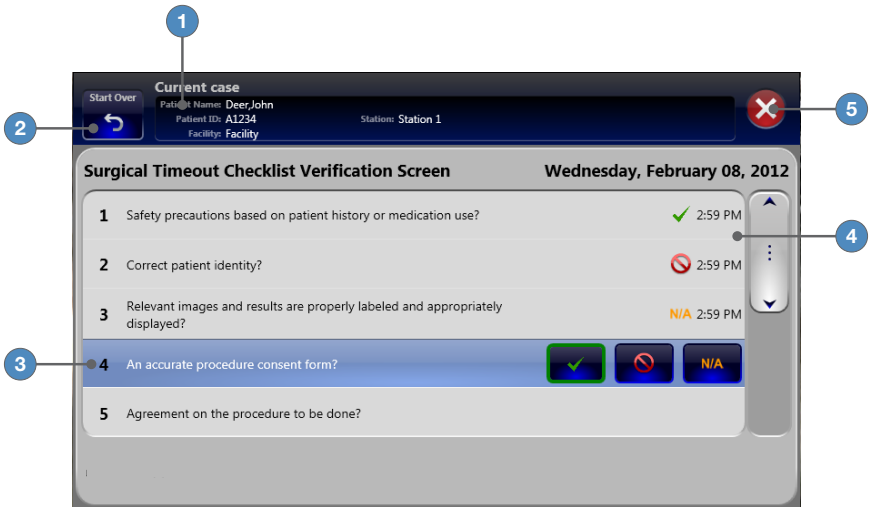 1
Start Over
Current case
Patient Name: Deer,John
Patient ID: A1234
Station: Station 1
Facility: Facility
5
2
Surgical Timeout Checklist Verification Screen
Wednesday, February 08, 2012
1 Safety precautions based on patient history or medication use? 2:59 PM
4
2 Correct patient identity? 2:59 PM
3 Relevant images and results are properly labeled and appropriately
displayed?
N/A 2:59 PM
3
4 An accurate procedure consent form? N/A
5 Agreement on the procedure to be done?